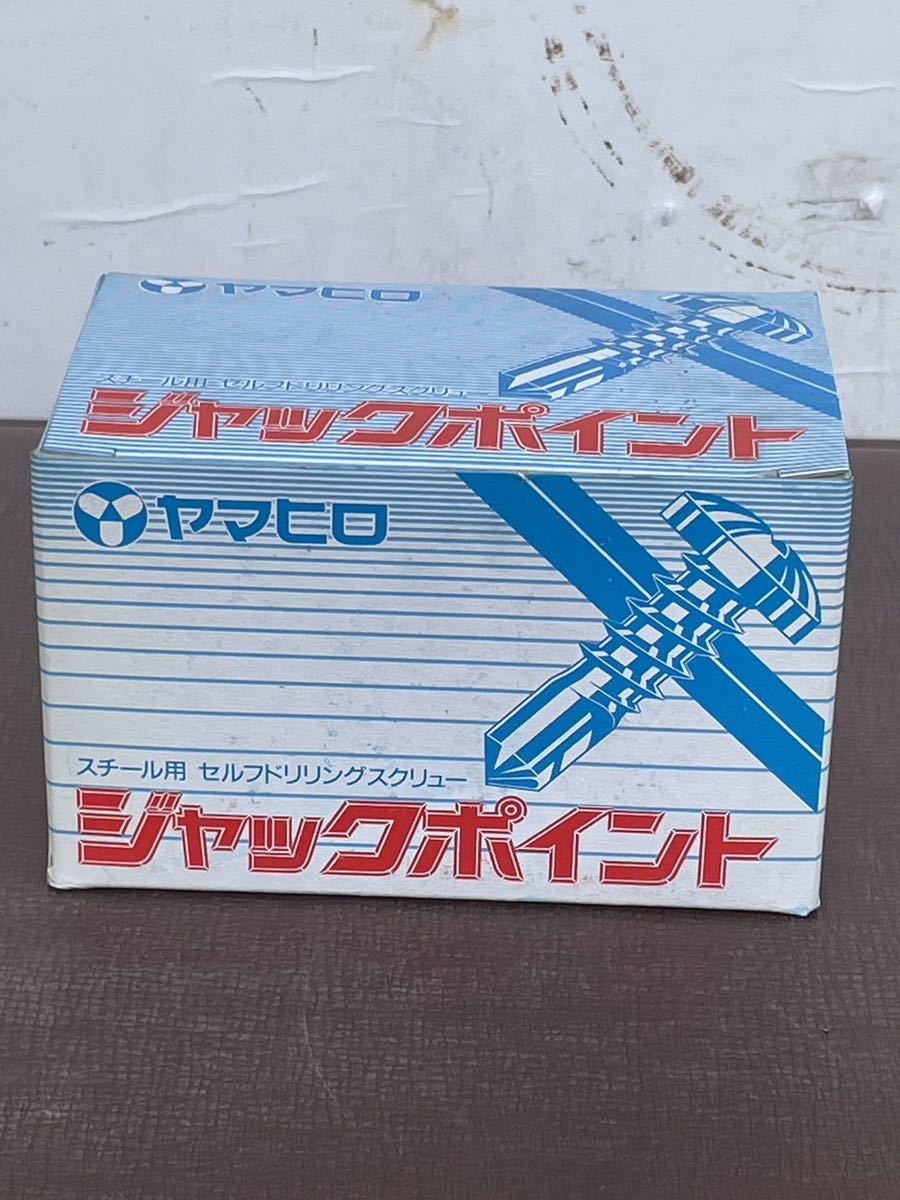 ヤマヒロ
スチール用 セルフドリリングスクリュー
ジャックポイント
ヤマヒロ
スチール用 セルフドリリングスクリュー
ジャックポイント